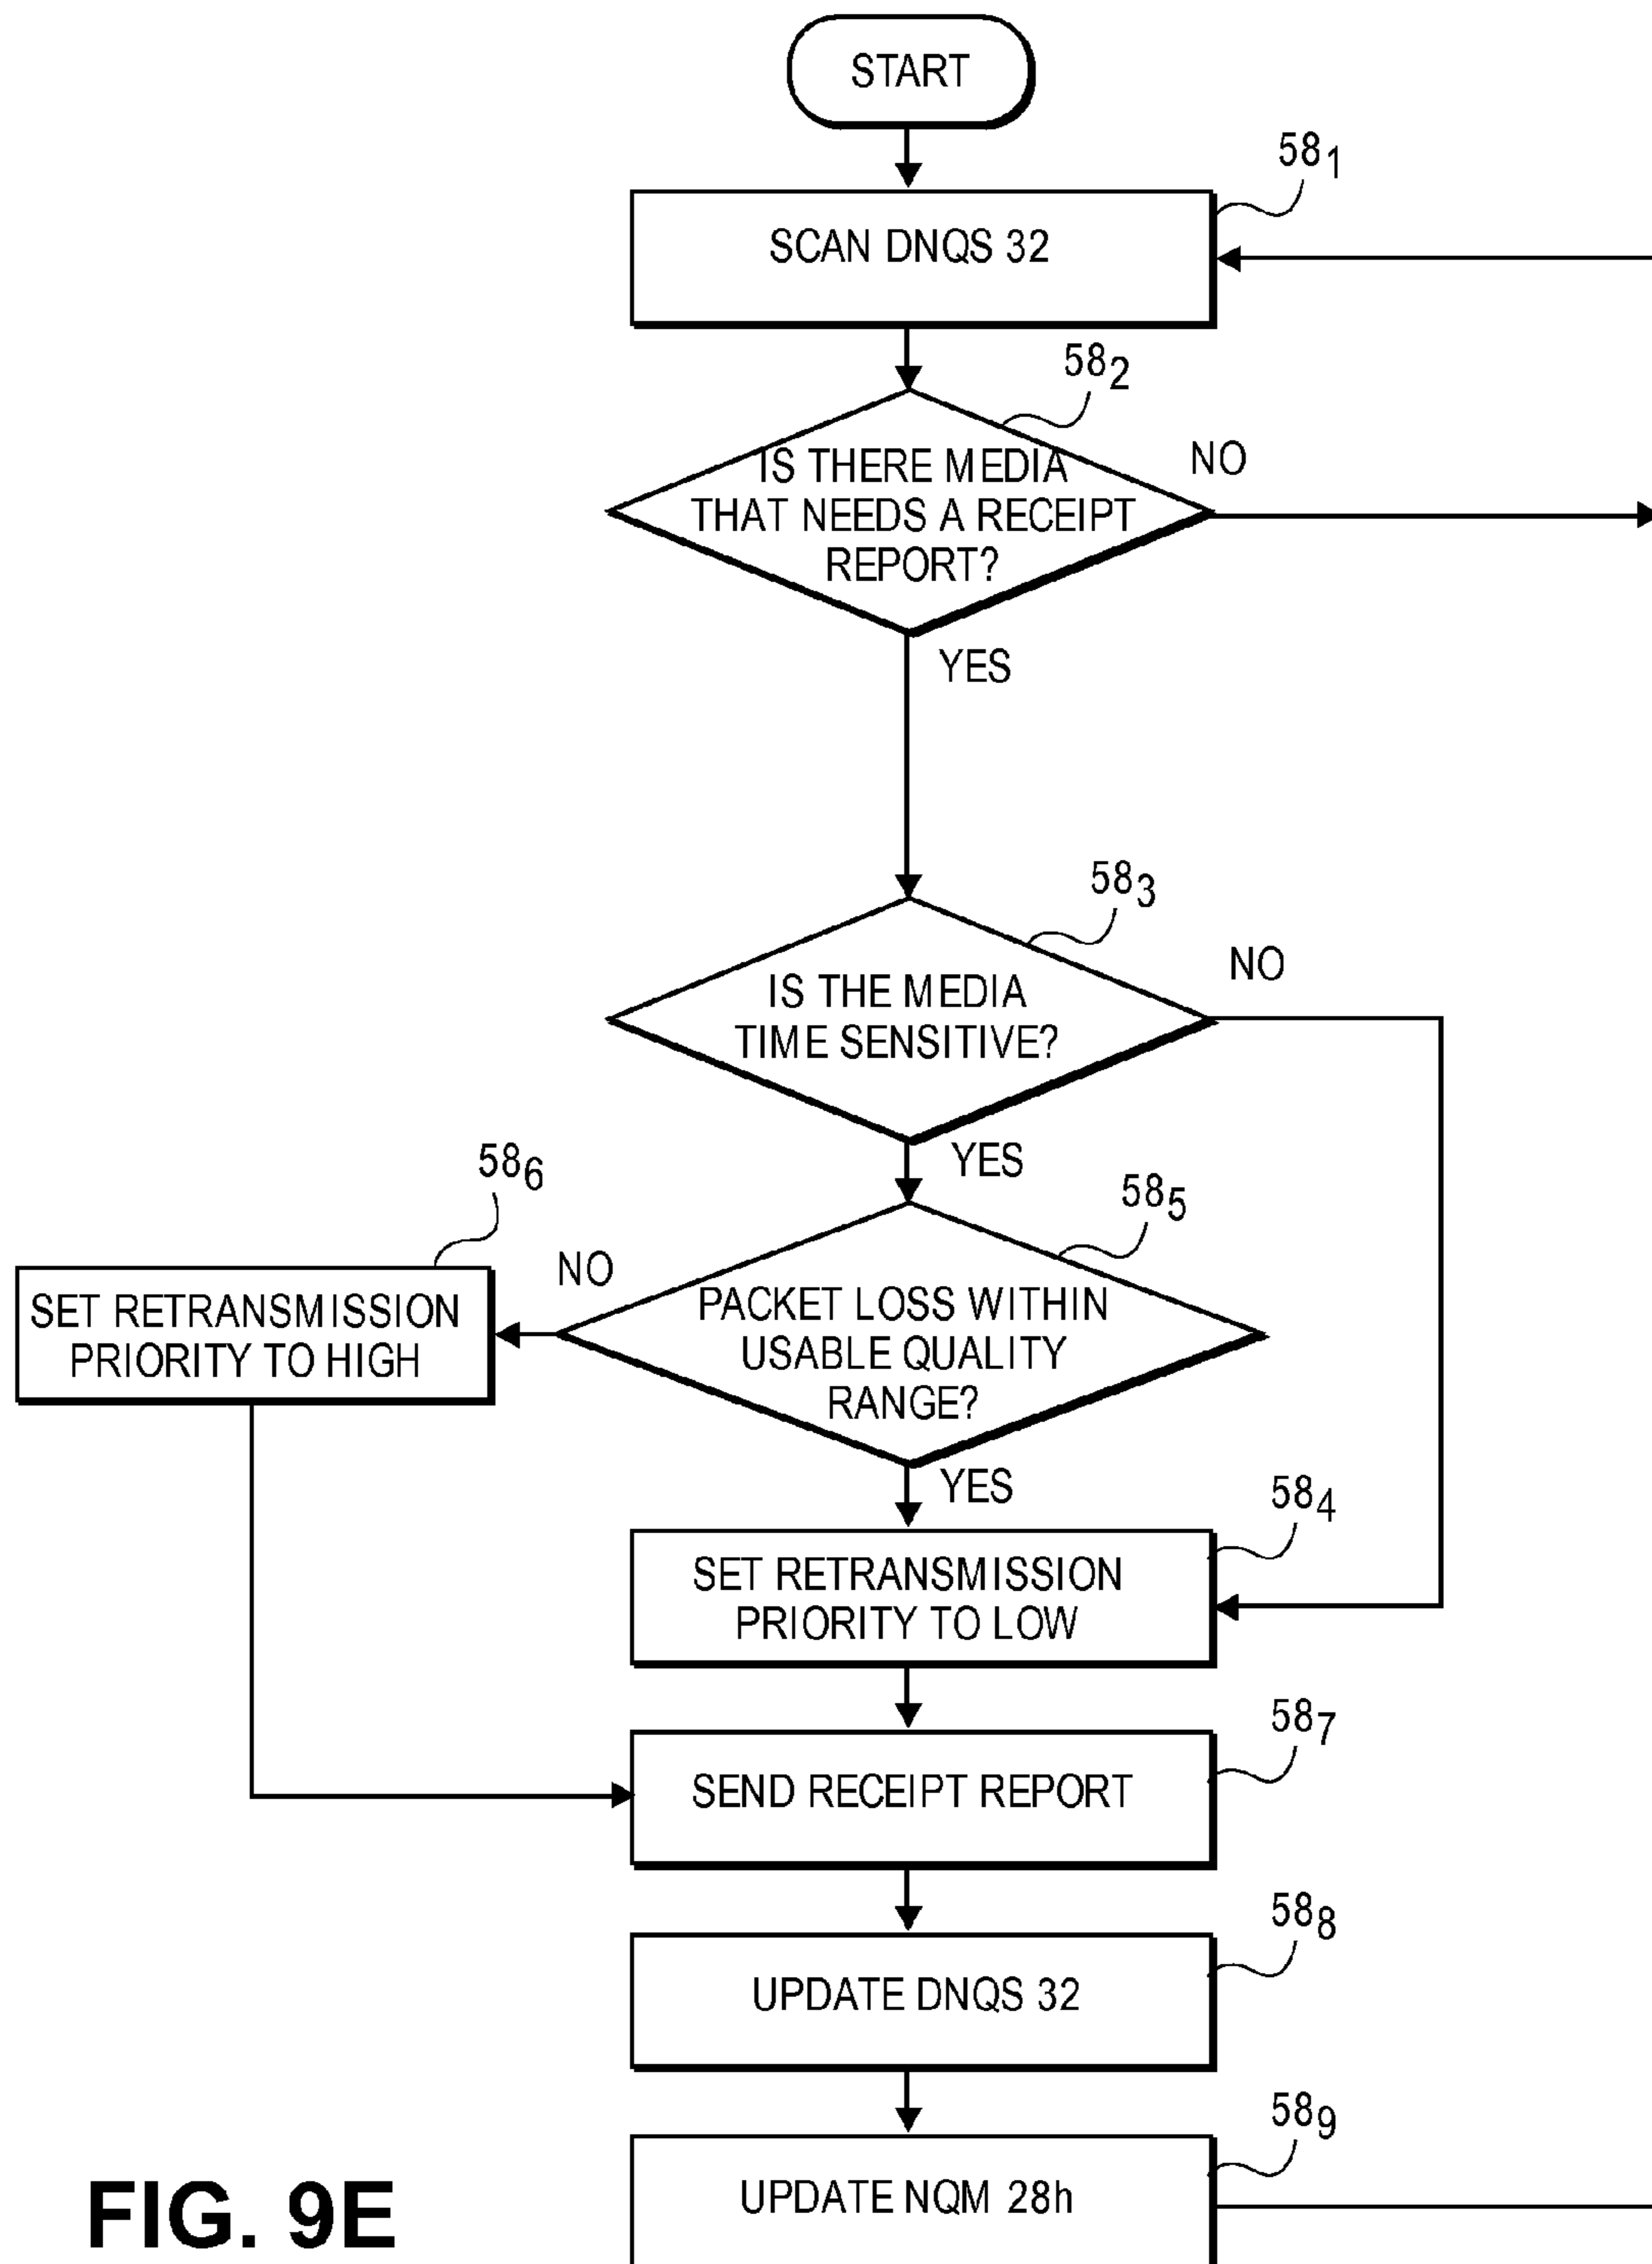 START
58₁
SCAN DNQS 32
58₂
IS THERE MEDIA
THAT NEEDS A RECEIPT
REPORT?
NO
YES
58₃
IS THE MEDIA
TIME SENSITIVE?
NO
YES
58₆
SET RETRANSMISSION
PRIORITY TO HIGH
NO
58₅
PACKET LOSS WITHIN
USABLE QUALITY
RANGE?
YES
58₄
SET RETRANSMISSION
PRIORITY TO LOW
58₇
SEND RECEIPT REPORT
58₈
UPDATE DNQS 32
58₉
UPDATE NQM 28h
FIG. 9E